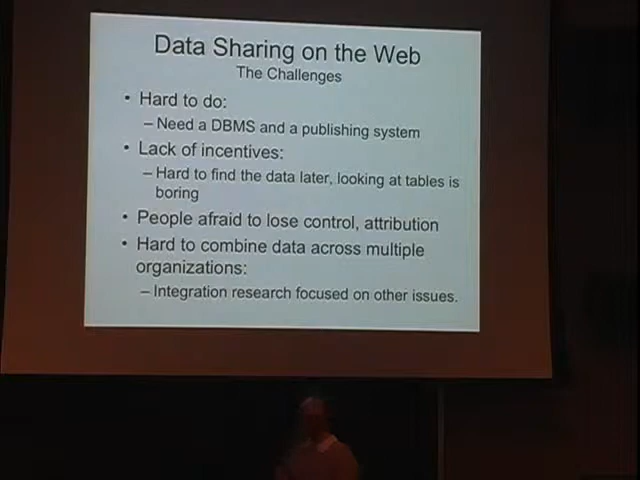 Data Sharing on the Web
The Challenges
• Hard to do:
– Need a DBMS and a publishing system
• Lack of incentives:
– Hard to find the data later, looking at tables is
boring
• People afraid to lose control, attribution
• Hard to combine data across multiple
organizations:
– Integration research focused on other issues.